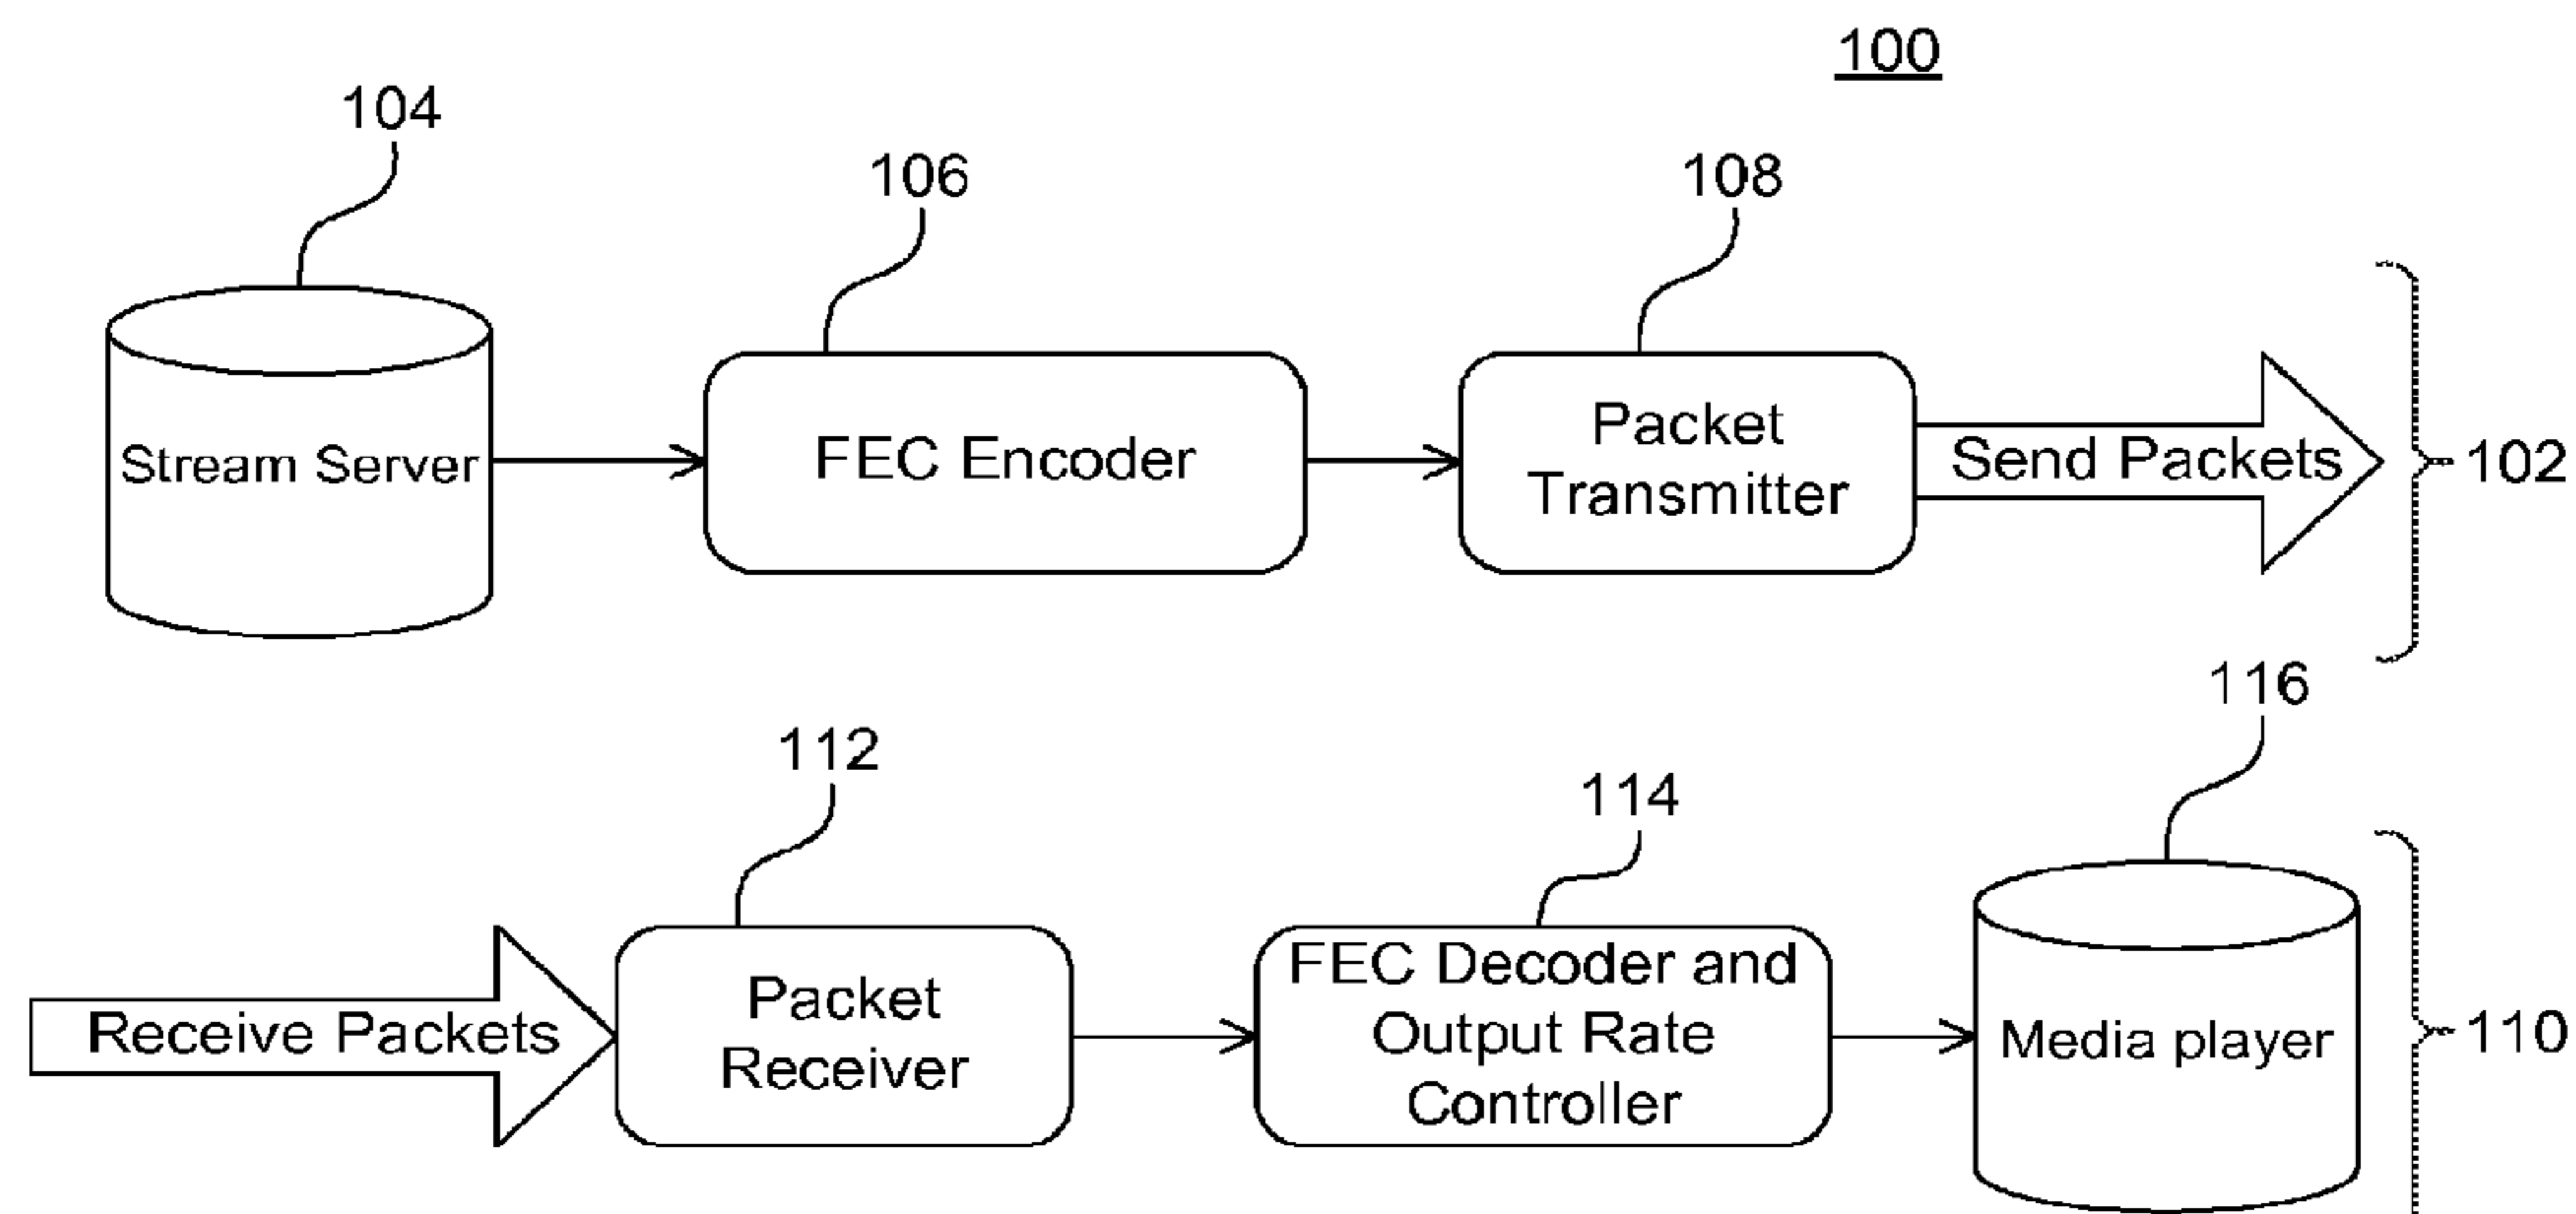 100
104
106
108
Stream Server
FEC Encoder
Packet
Transmitter
Send Packets
102
112
114
116
Receive Packets
Packet
Receiver
FEC Decoder and
Output Rate
Controller
Media player
110